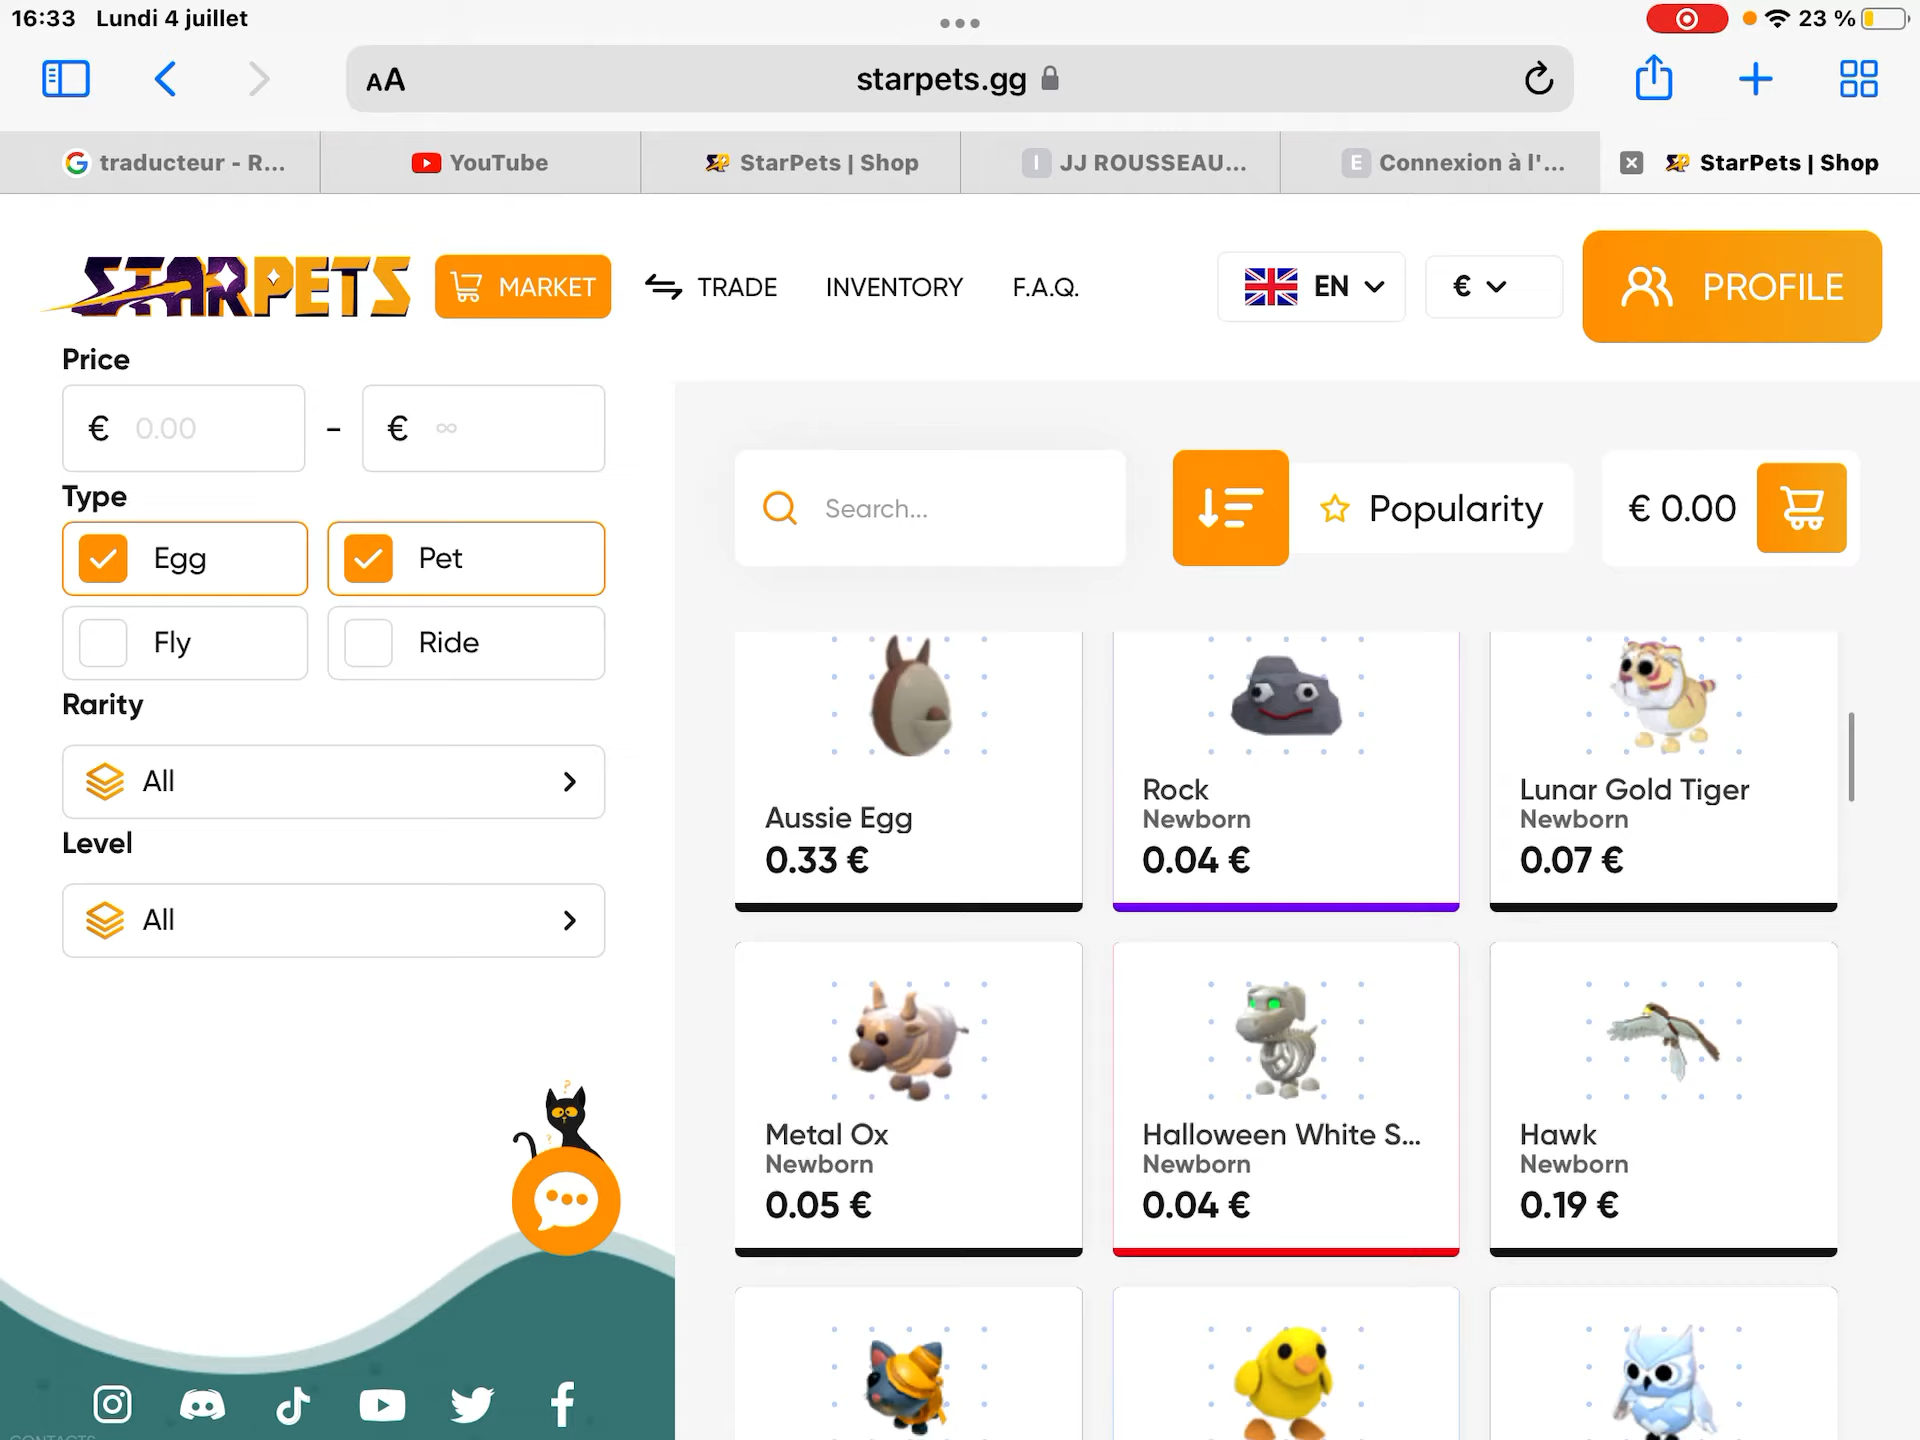 16:33 Lundi 4 juillet
23 %
AA starpets.gg
traducteur - R...
YouTube
StarPets | Shop
I JJ ROUSSEAU...
E Connexion à l'...
StarPets | Shop
STARPETS
MARKET
TRADE
INVENTORY
F.A.Q.
EN
€
PROFILE
Price
€ 0.00 - € ∞
Type
Egg
Pet
Fly
Ride
Rarity
All
Level
All
Search...
Popularity
€ 0.00
Aussie Egg
0.33 €
Rock
Newborn
0.04 €
Lunar Gold Tiger
Newborn
0.07 €
Metal Ox
Newborn
0.05 €
Halloween White S...
Newborn
0.04 €
Hawk
Newborn
0.19 €
CONTACTS